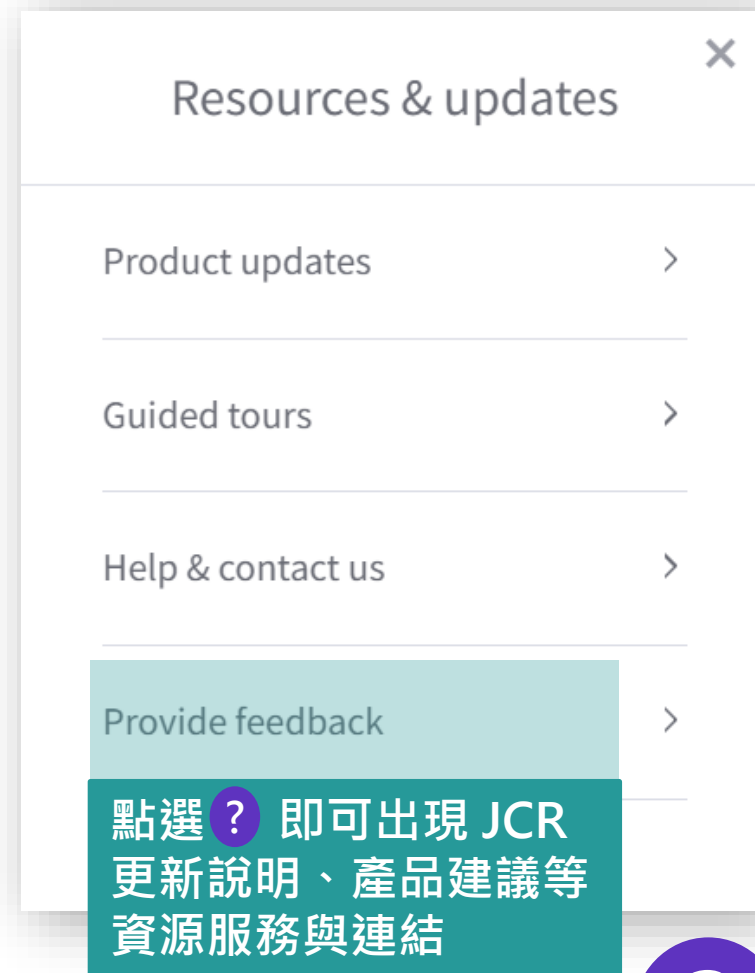 Resources & updates
Product updates
Guided tours
Help & contact us
Provide feedback
點選 ? 即可出現 JCR
更新說明、產品建議等
資源服務與連結